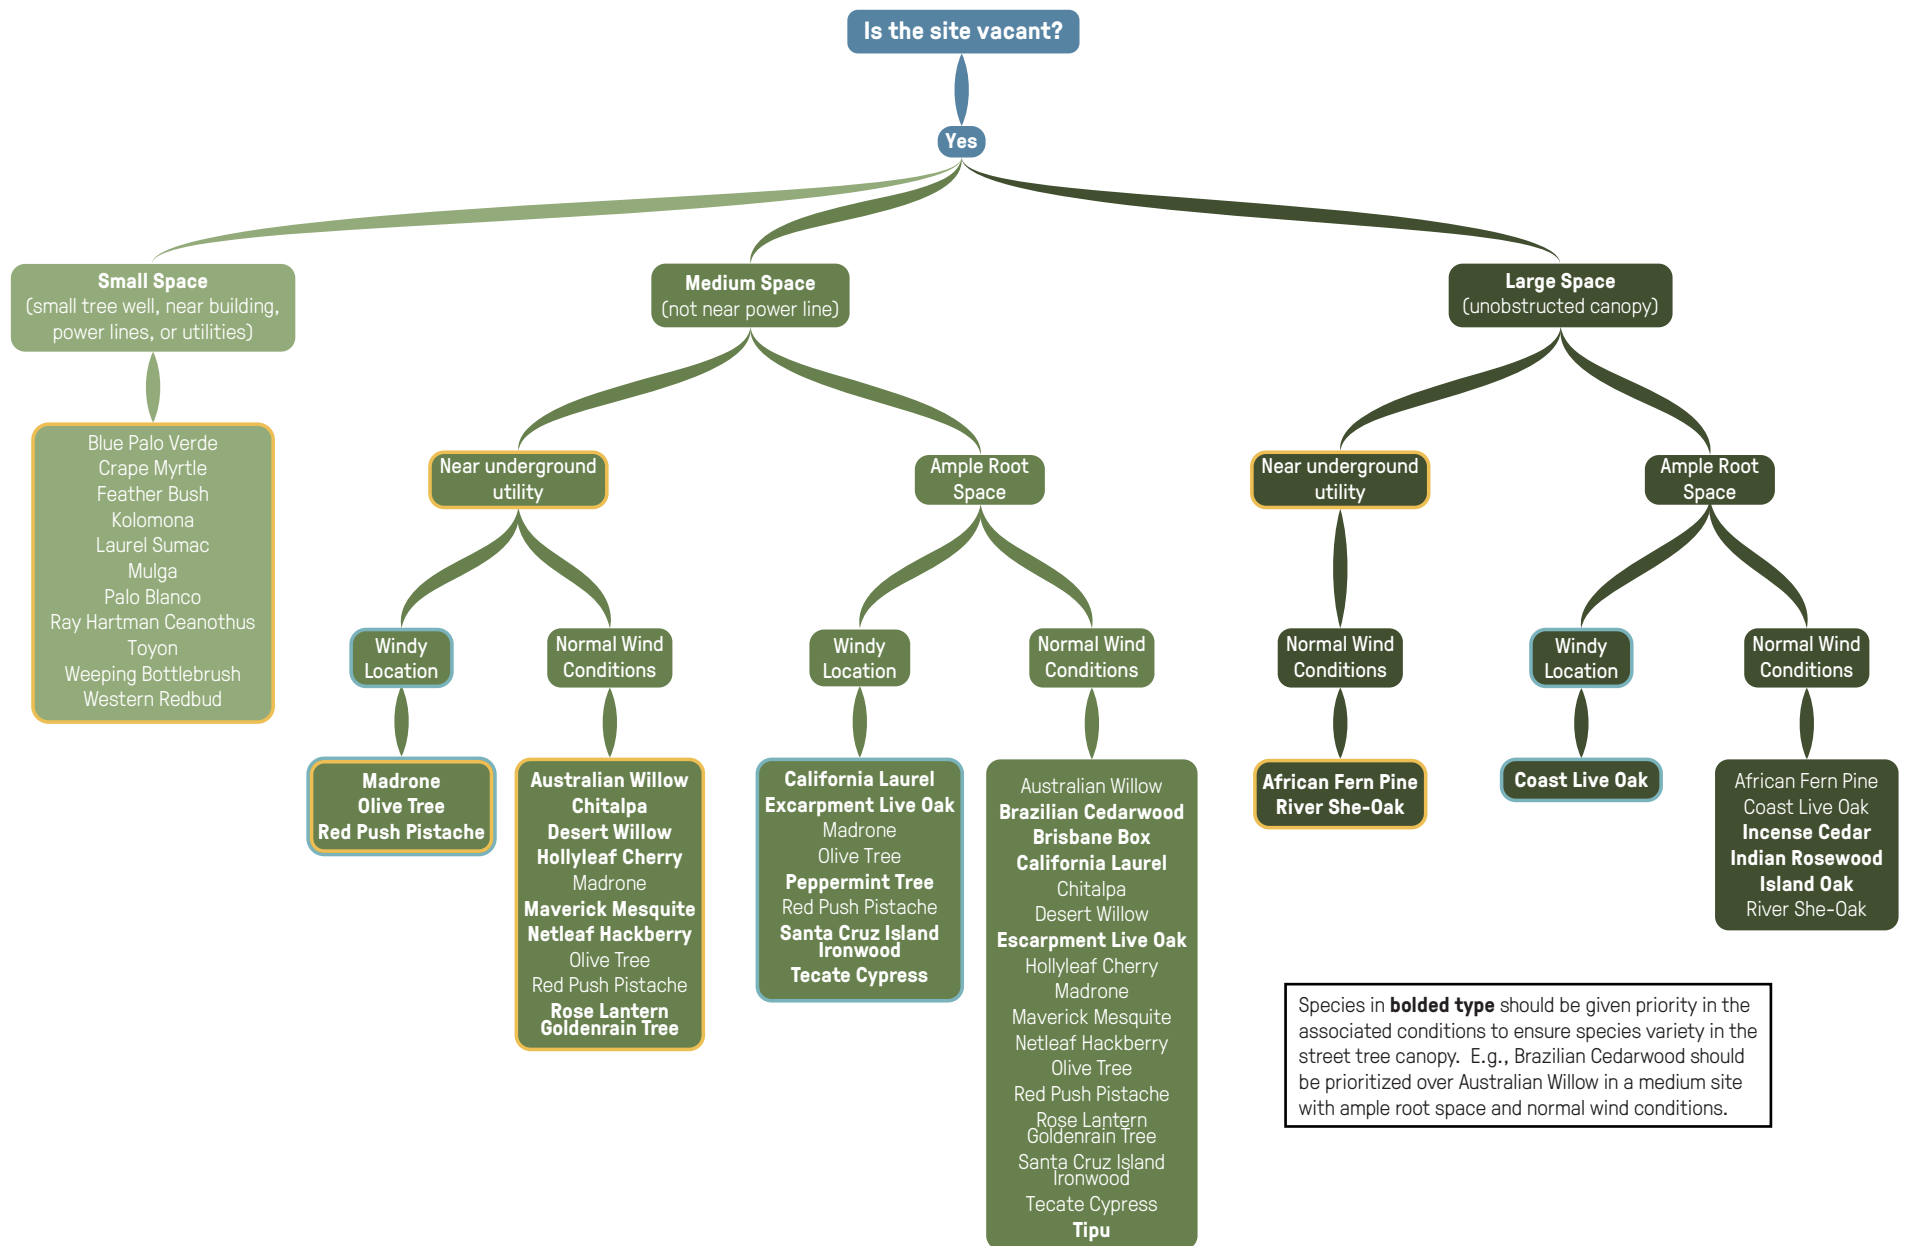 Is the site vacant?
Yes
Small Space
(small tree well, near building,
power lines, or utilities)
Medium Space
(not near power line)
Large Space
(unobstructed canopy)
Blue Palo Verde
Crape Myrtle
Feather Bush
Kolomona
Laurel Sumac
Mulga
Palo Blanco
Ray Hartman Ceanothus
Toyon
Weeping Bottlebrush
Western Redbud
Near underground
utility
Ample Root
Space
Near underground
utility
Ample Root
Space
Windy
Location
Normal Wind
Conditions
Windy
Location
Normal Wind
Conditions
Normal Wind
Conditions
Windy
Location
Normal Wind
Conditions
Madrone
Olive Tree
Red Push Pistache
Australian Willow
Chitalpa
Desert Willow
Hollyleaf Cherry
Madrone
Maverick Mesquite
Netleaf Hackberry
Olive Tree
Red Push Pistache
Rose Lantern
Goldenrain Tree
California Laurel
Excarpment Live Oak
Madrone
Olive Tree
Peppermint Tree
Red Push Pistache
Santa Cruz Island
Ironwood
Tecate Cypress
Australian Willow
Brazilian Cedarwood
Brisbane Box
California Laurel
Chitalpa
Desert Willow
Escarpment Live Oak
Hollyleaf Cherry
Madrone
Maverick Mesquite
Netleaf Hackberry
Olive Tree
Red Push Pistache
Rose Lantern
Goldenrain Tree
Santa Cruz Island
Ironwood
Tecate Cypress
Tipu
African Fern Pine
River She-Oak
Coast Live Oak
African Fern Pine
Coast Live Oak
Incense Cedar
Indian Rosewood
Island Oak
River She-Oak
Species in bolded type should be given priority in the
associated conditions to ensure species variety in the
street tree canopy.  E.g., Brazilian Cedarwood should
be prioritized over Australian Willow in a medium site
with ample root space and normal wind conditions.